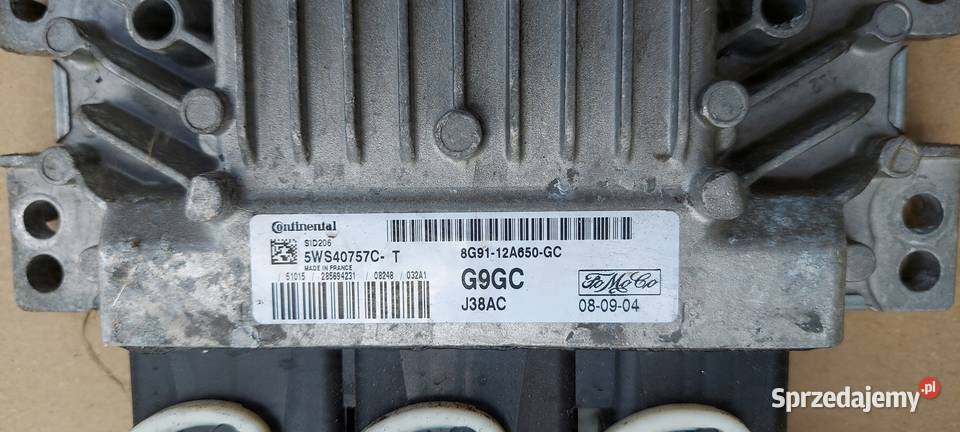 Continental
SID206
5WS40757C- T
MADE IN FRANCE
/ 51015 / 285694231 / 08248 / 032A1
8G91-12A650-GC
G9GC
J38AC
FoMoCo
08-09-04
Sprzedajemy.pl